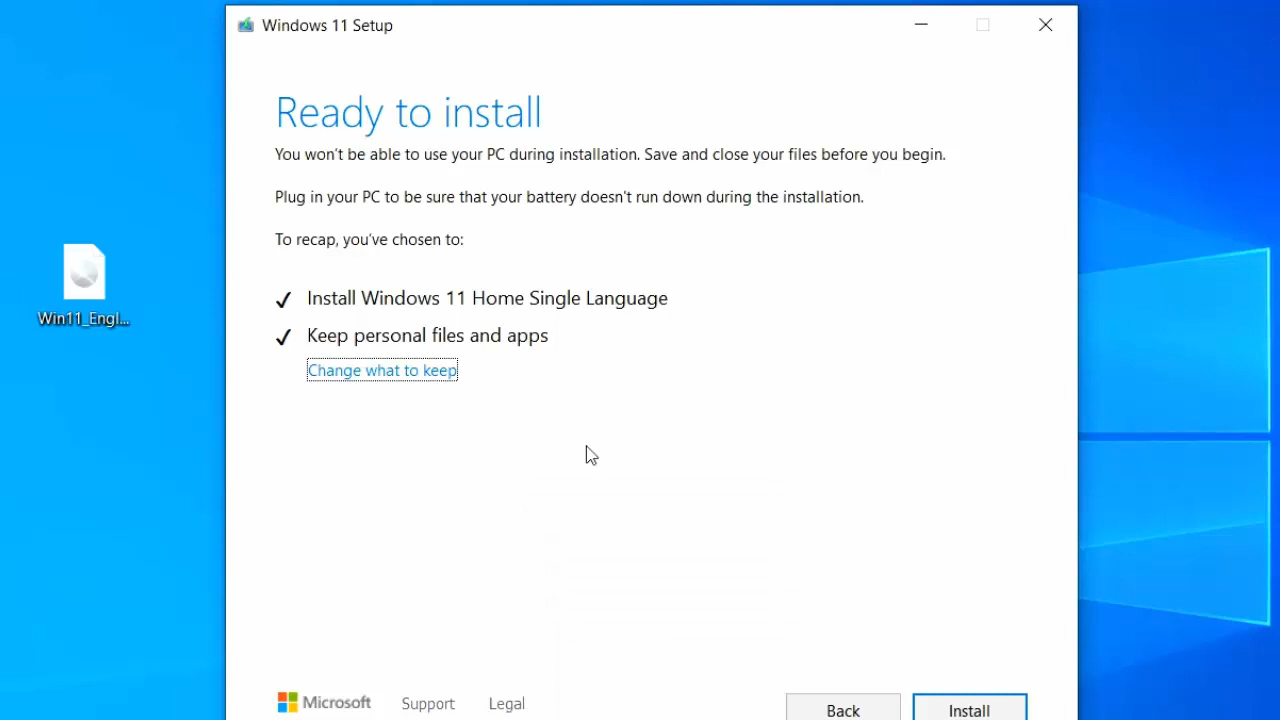 Windows 11 Setup
Ready to install
You won't be able to use your PC during installation. Save and close your files before you begin.
Plug in your PC to be sure that your battery doesn't run down during the installation.
To recap, you've chosen to:
Install Windows 11 Home Single Language
Win11_Engl...
Keep personal files and apps
Change what to keep
Microsoft Support Legal
Back Install